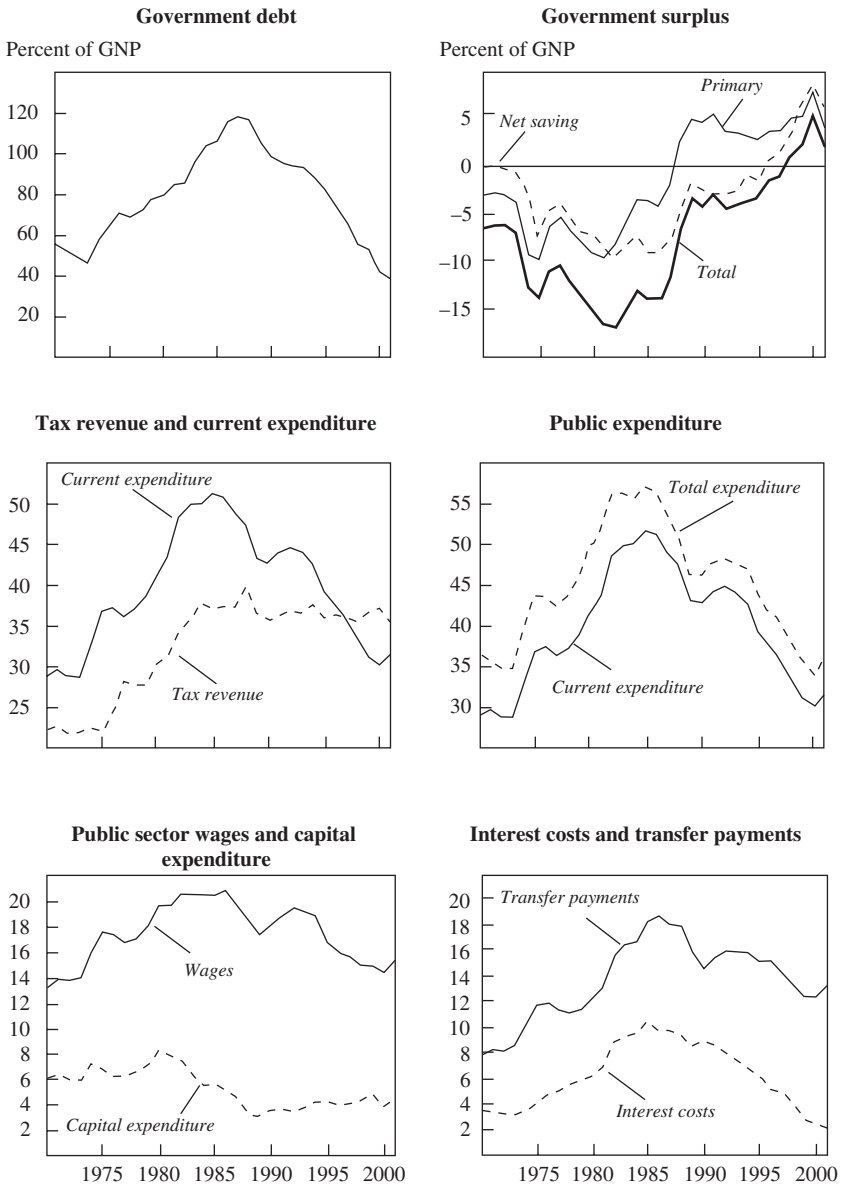 Government debt
Percent of GNP
120
100
80
60
40
20
Government surplus
Percent of GNP
Primary
5
Net saving
0
–5
–10
Total
–15
Tax revenue and current expenditure
Current expenditure
50
45
40
35
30
Tax revenue
25
Public expenditure
Total expenditure
55
50
45
40
35
Current expenditure
30
Public sector wages and capital
expenditure
20
18
16
Wages
14
12
10
8
6
4
Capital expenditure
2
1975 1980 1985 1990 1995 2000
Interest costs and transfer payments
20
Transfer payments
18
16
14
12
10
8
6
4
Interest costs
2
1975 1980 1985 1990 1995 2000